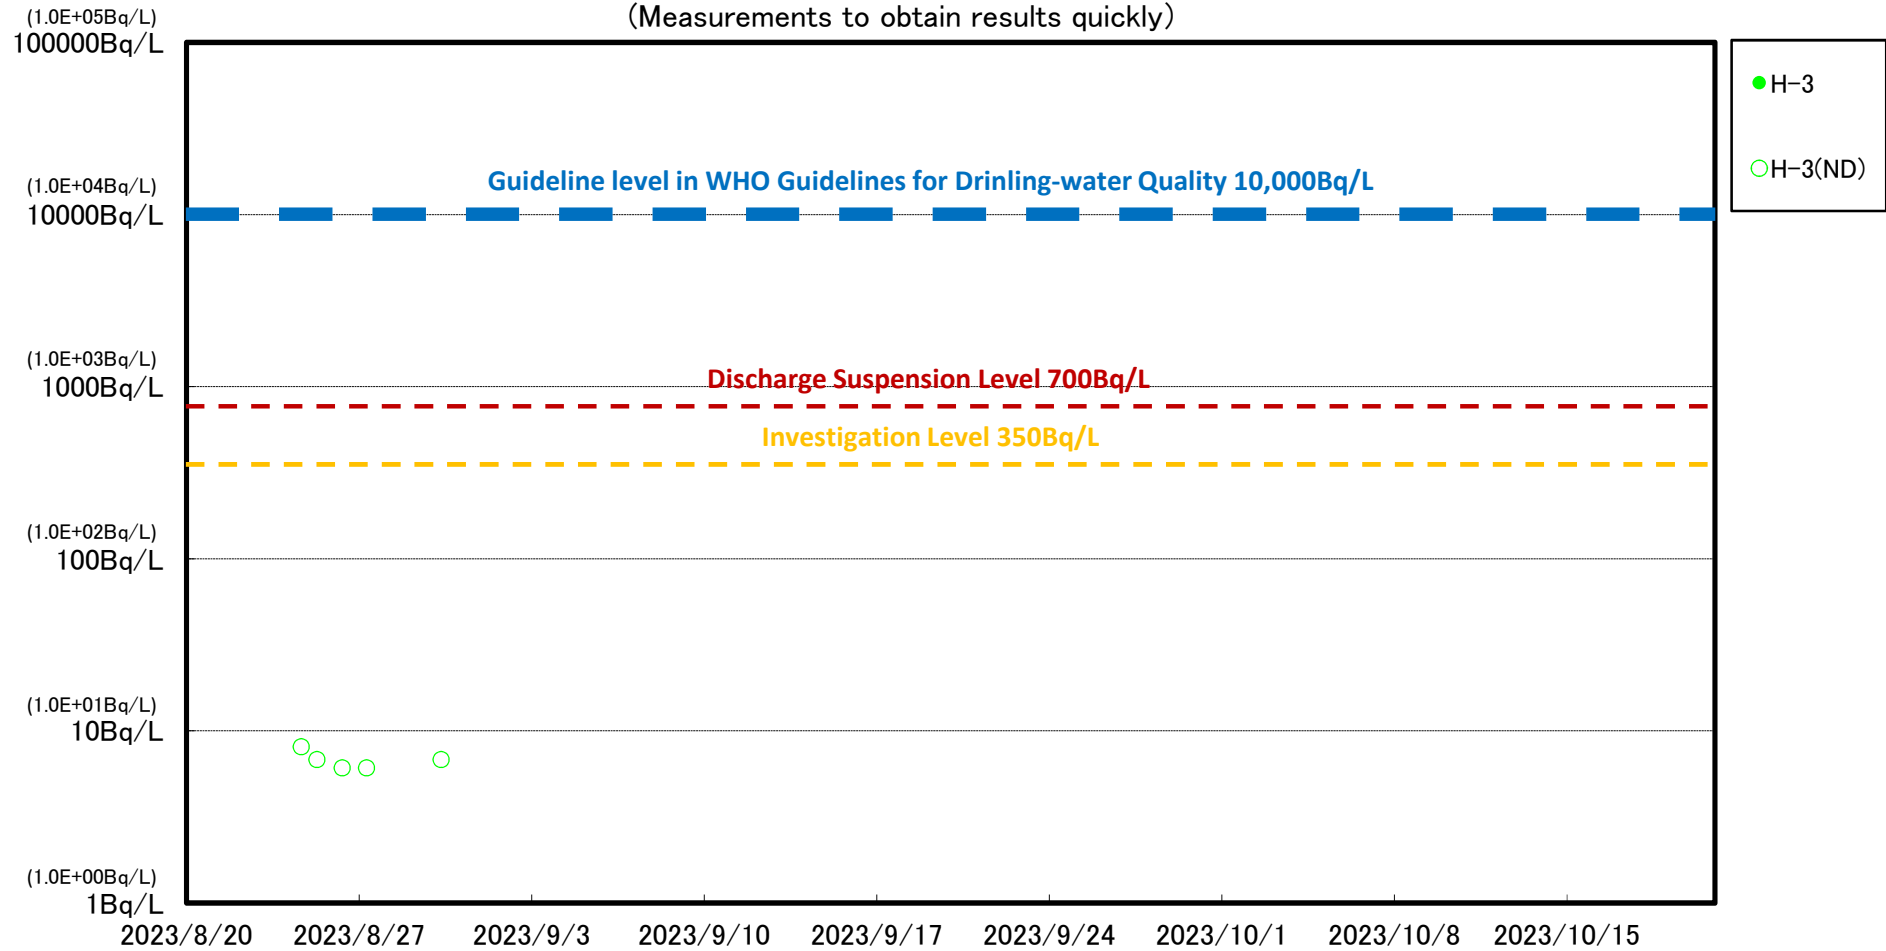 (Measurements to obtain results quickly)
(1.0E+05Bq/L)
100000Bq/L
(1.0E+04Bq/L)
10000Bq/L
(1.0E+03Bq/L)
1000Bq/L
(1.0E+02Bq/L)
100Bq/L
(1.0E+01Bq/L)
10Bq/L
(1.0E+00Bq/L)
1Bq/L
Guideline level in WHO Guidelines for Drinling-water Quality 10,000Bq/L
Discharge Suspension Level 700Bq/L
Investigation Level 350Bq/L
H-3
H-3(ND)
2023/8/20 2023/8/27 2023/9/3 2023/9/10 2023/9/17 2023/9/24 2023/10/1 2023/10/8 2023/10/15